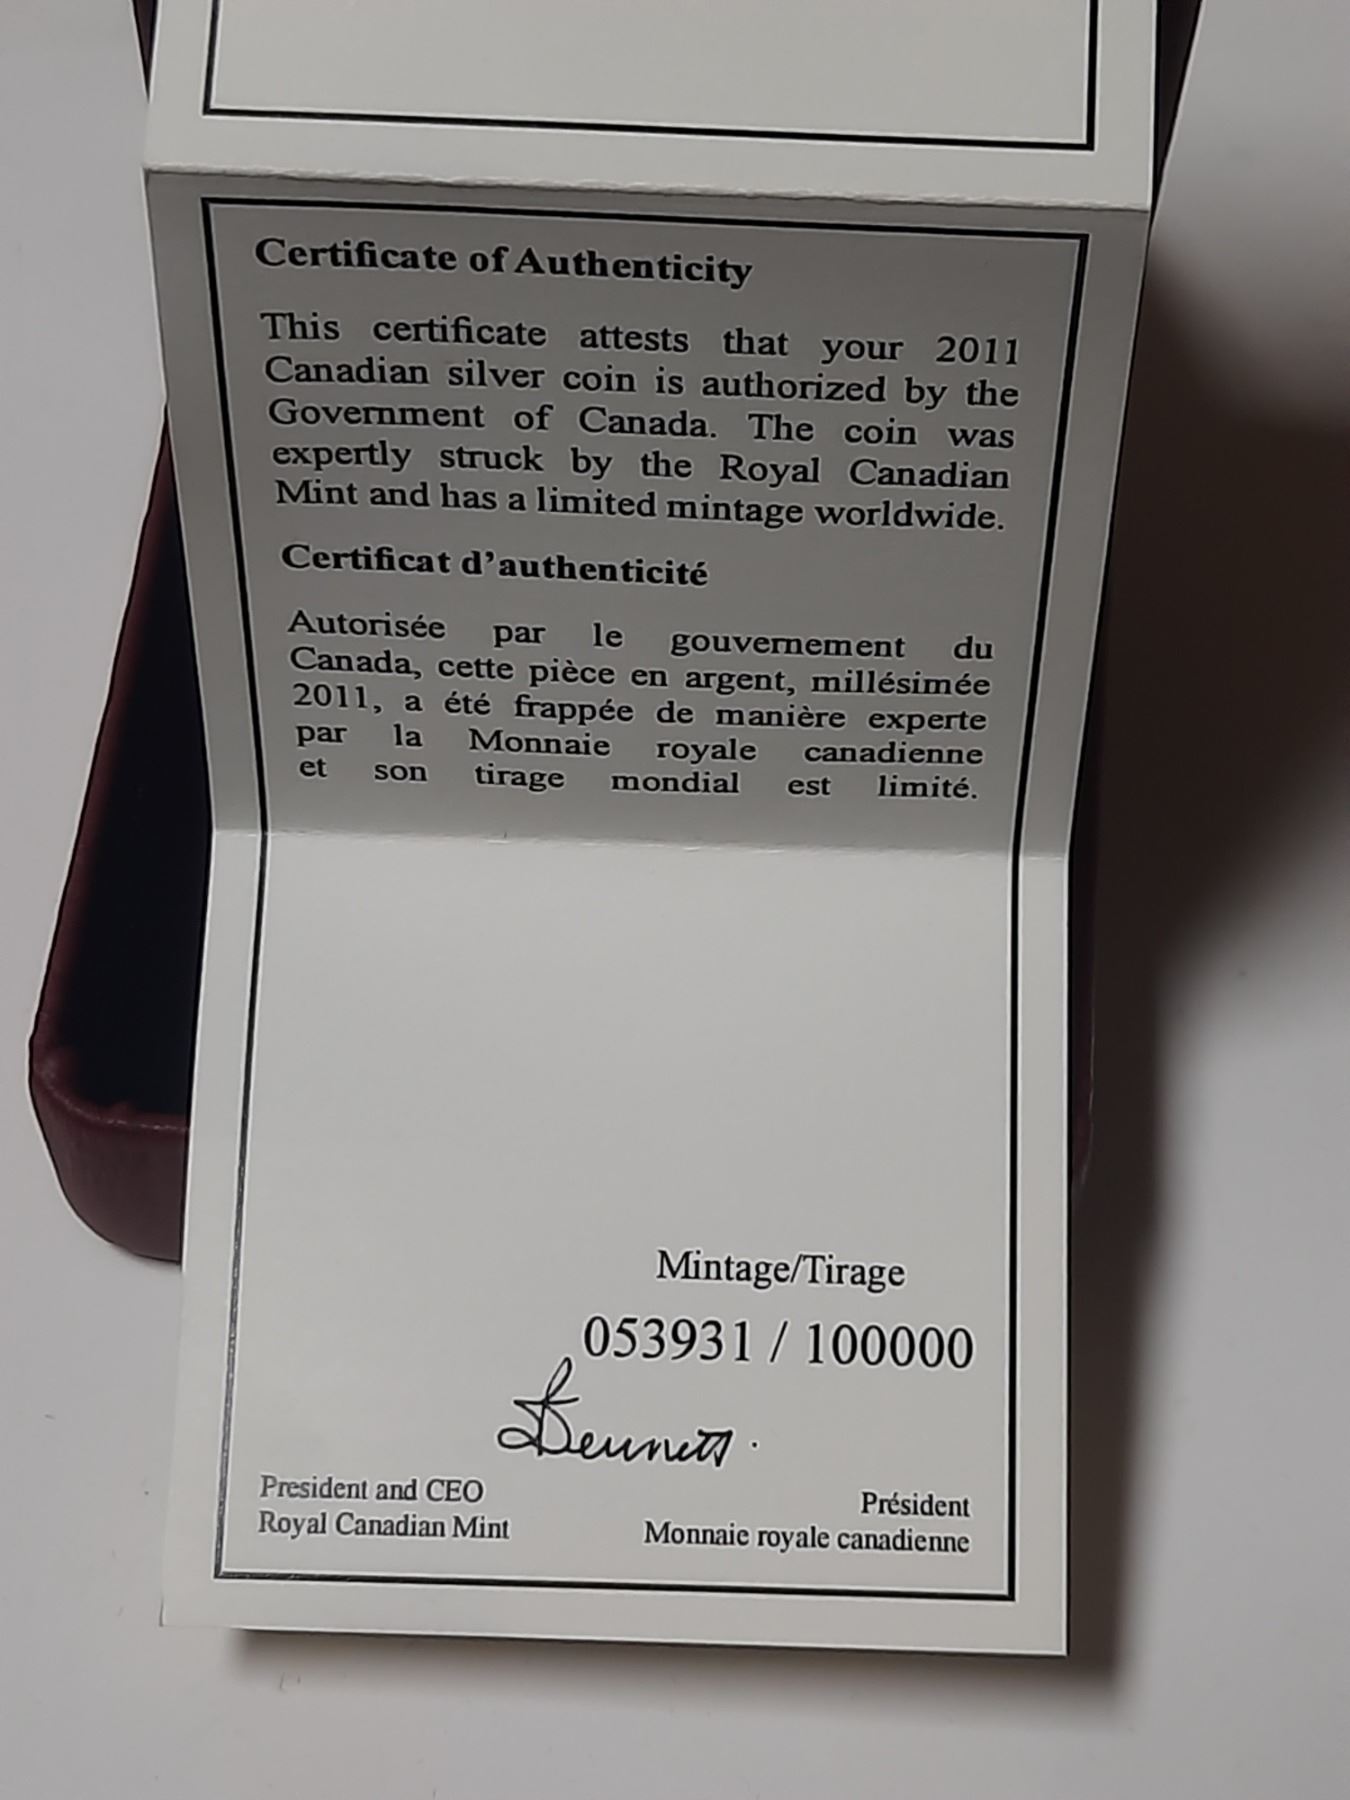 Certificate of Authenticity
This certificate attests that your 2011
Canadian silver coin is authorized by the
Government of Canada. The coin was
expertly struck by the Royal Canadian
Mint and has a limited mintage worldwide.
Certificat d’authenticité
Autorisée par le gouvernement du
Canada, cette pièce en argent, millésimée
2011, a été frappée de manière experte
par la Monnaie royale canadienne
et son tirage mondial est limité.
Mintage/Tirage
053931 / 100000
Bennett
President and CEO
Royal Canadian Mint
Président
Monnaie royale canadienne